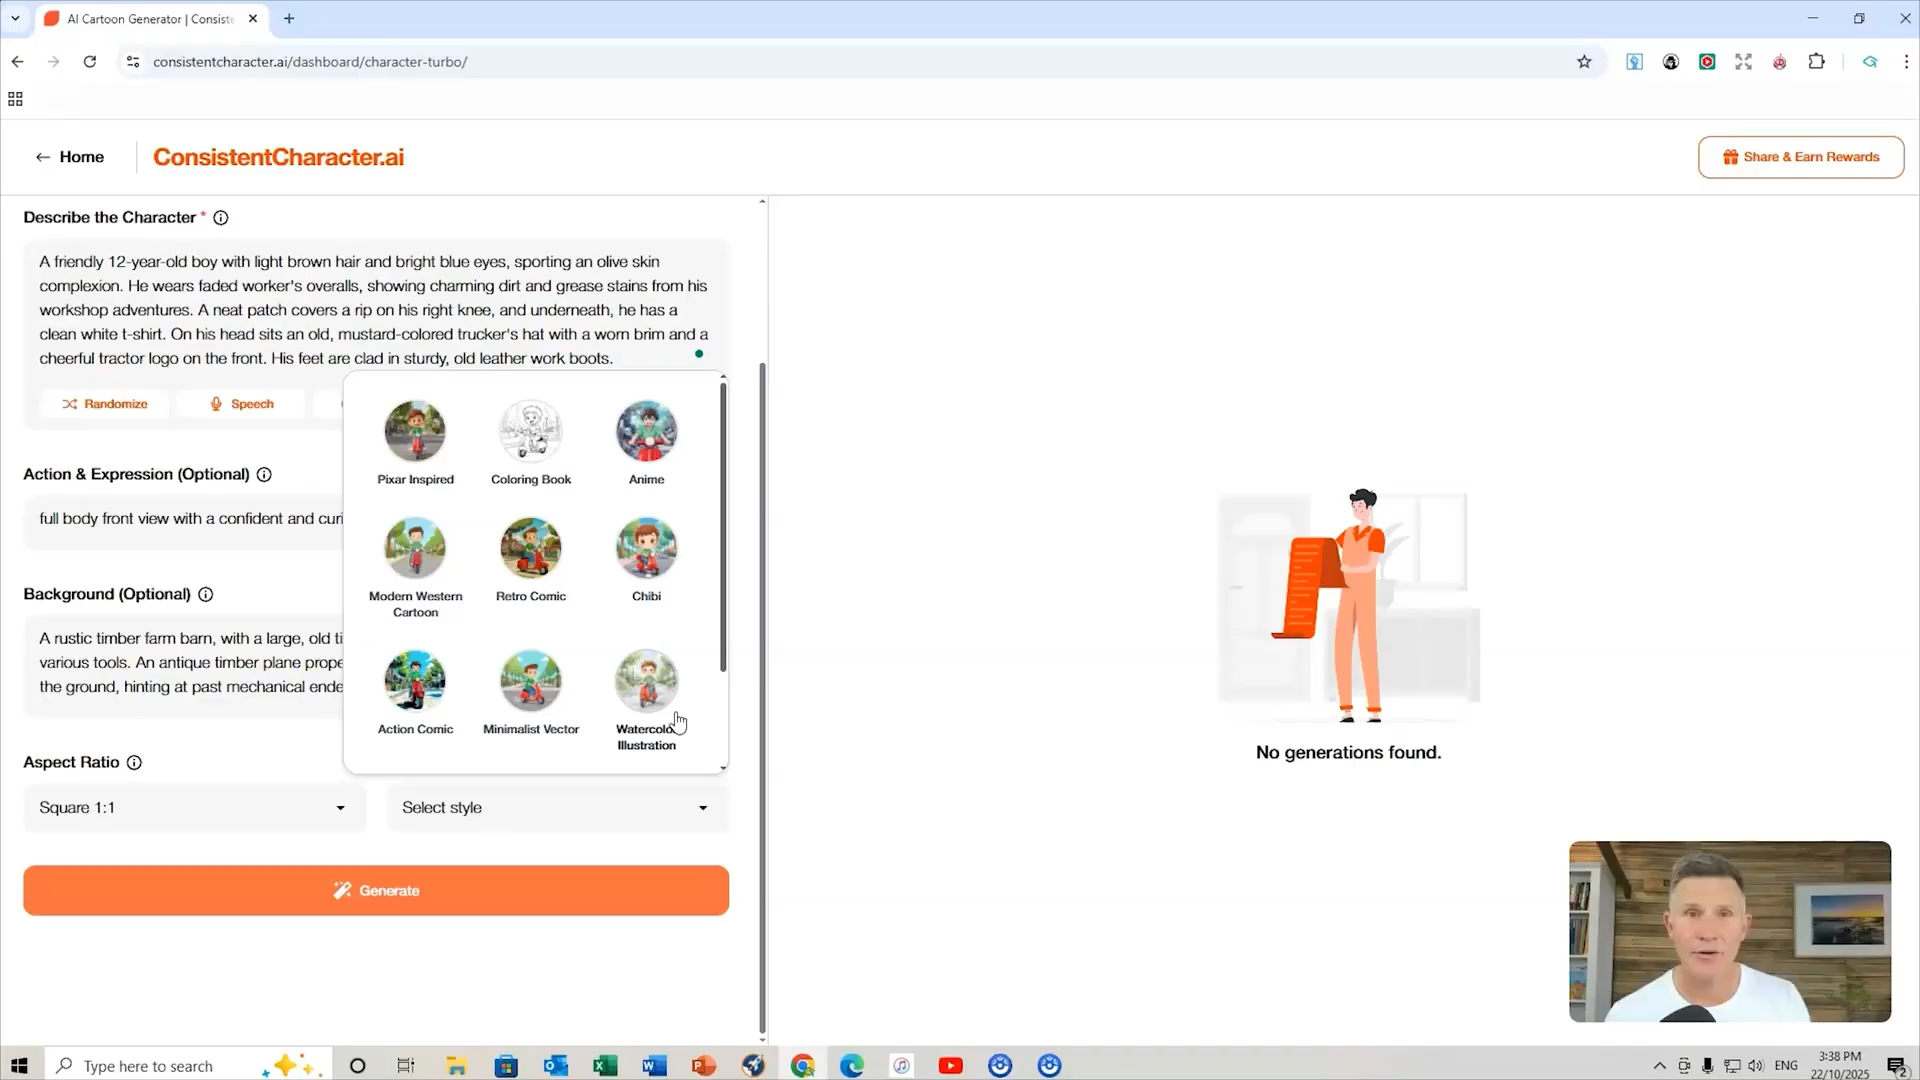 AI Cartoon Generator | Consiste
consistentcharacter.ai/dashboard/character-turbo/
Home
ConsistentCharacter.ai
Share & Earn Rewards
Describe the Character *
A friendly 12-year-old boy with light brown hair and bright blue eyes, sporting an olive skin
complexion. He wears faded worker's overalls, showing charming dirt and grease stains from his
workshop adventures. A neat patch covers a rip on his right knee, and underneath, he has a
clean white t-shirt. On his head sits an old, mustard-colored trucker's hat with a worn brim and a
cheerful tractor logo on the front. His feet are clad in sturdy, old leather work boots.
Randomize
Speech
Action & Expression (Optional)
full body front view with a confident and curi
Background (Optional)
A rustic timber farm barn, with a large, old ti
various tools. An antique timber plane prope
the ground, hinting at past mechanical ende
Pixar Inspired
Coloring Book
Anime
Modern Western
Cartoon
Retro Comic
Chibi
Action Comic
Minimalist Vector
Watercolo
Illustration
Aspect Ratio
Square 1:1
Select style
Generate
No generations found.
Type here to search
ENG
3:38 PM
22/10/2025
2